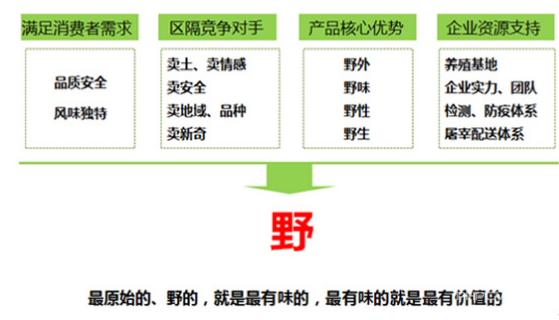 满足消费者需求
区隔竞争对手
产品核心优势
企业资源支持
品质安全
风味独特
卖土、卖情感
卖安全
卖地域、品种
卖新奇
野外
野味
野性
野生
养殖基地
企业实力、团队
检测、防疫体系
屠宰配送体系
野
最原始的、野的，就是最有味的，最有味的就是最有价值的